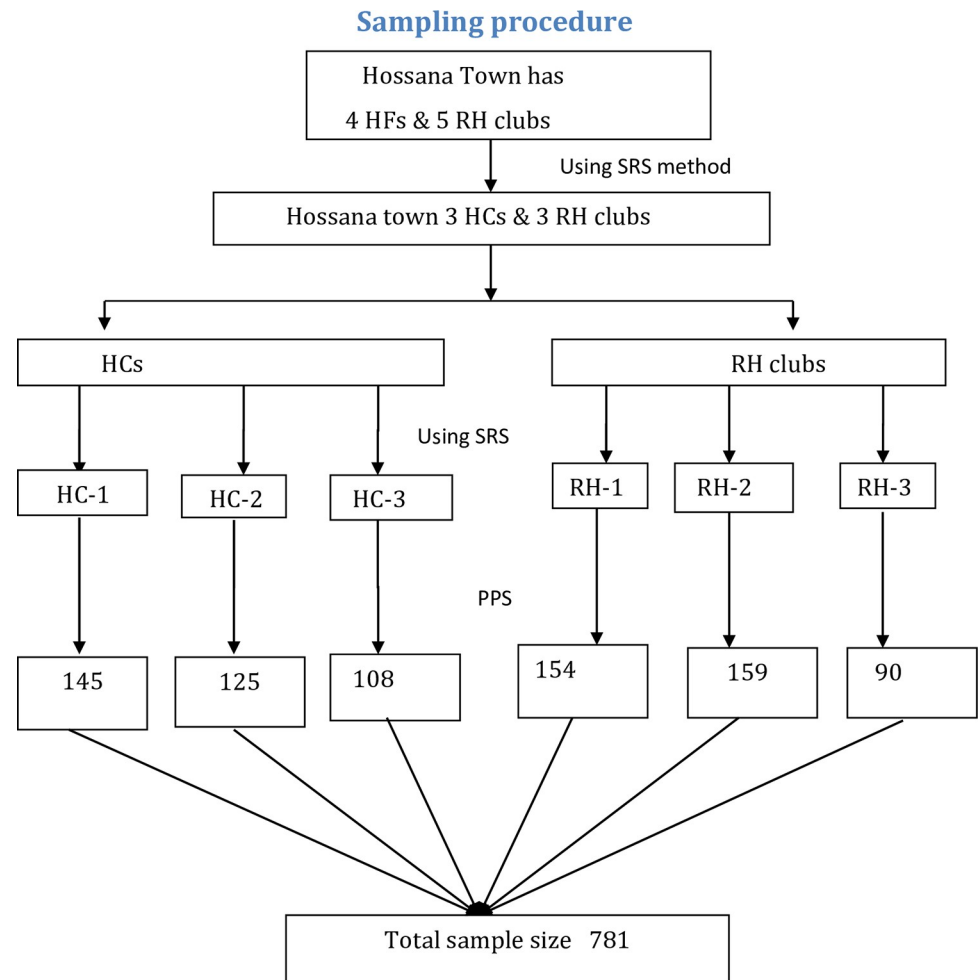 Sampling procedure
Hossana Town has
4 HFs & 5 RH clubs
Using SRS method
Hossana town 3 HCs & 3 RH clubs
HCs
RH clubs
Using SRS
HC-1
HC-2
HC-3
RH-1
RH-2
RH-3
PPS
145
125
108
154
159
90
Total sample size 781